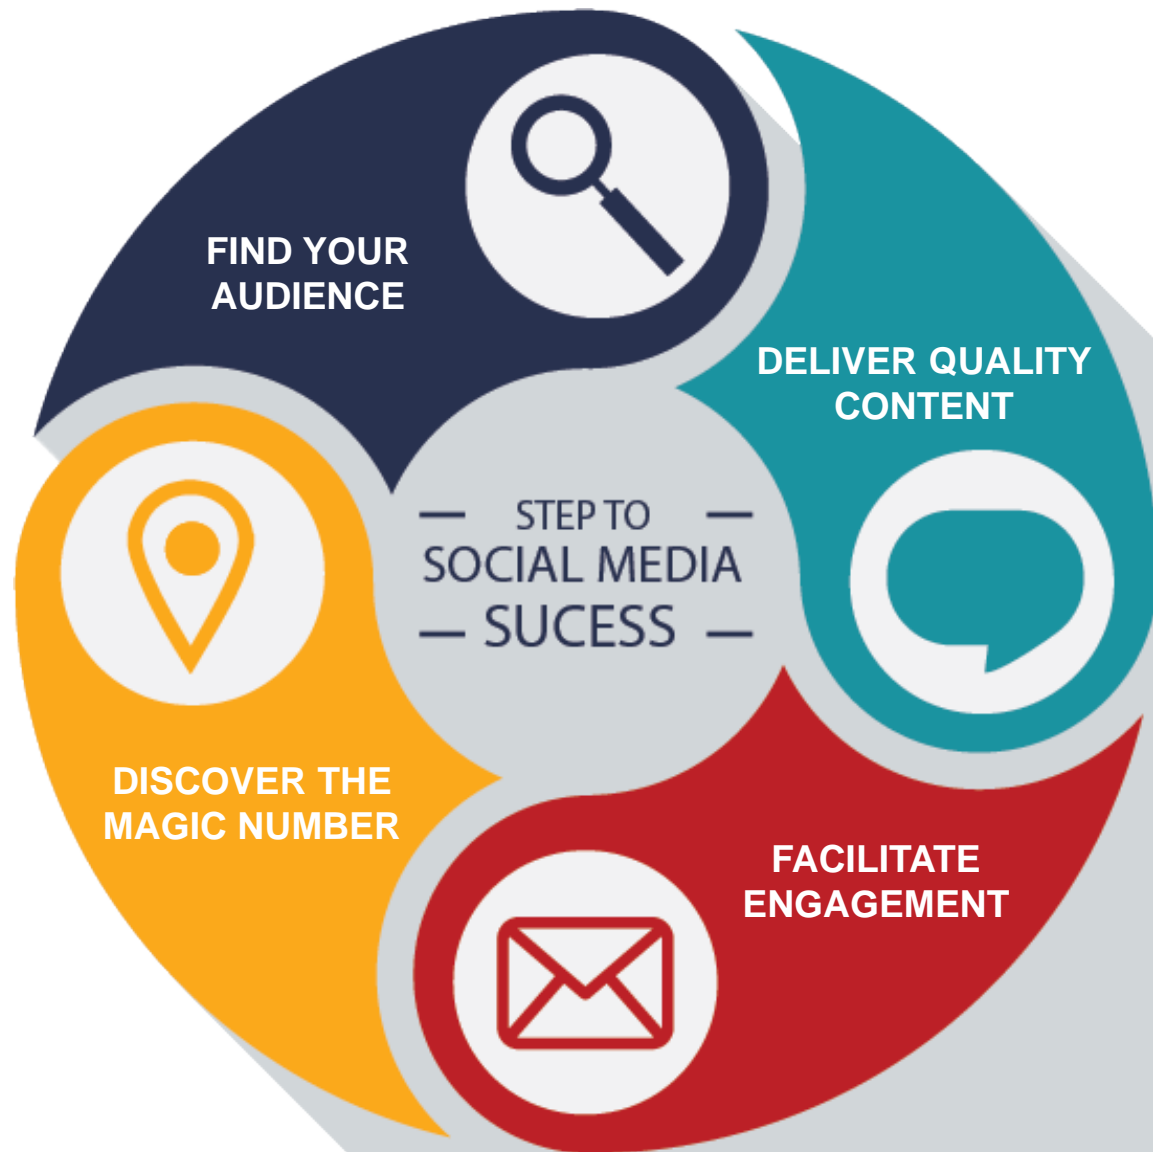 FIND YOUR
AUDIENCE
DELIVER QUALITY
CONTENT
STEP TO
SOCIAL MEDIA
SUCESS
DISCOVER THE
MAGIC NUMBER
FACILITATE
ENGAGEMENT